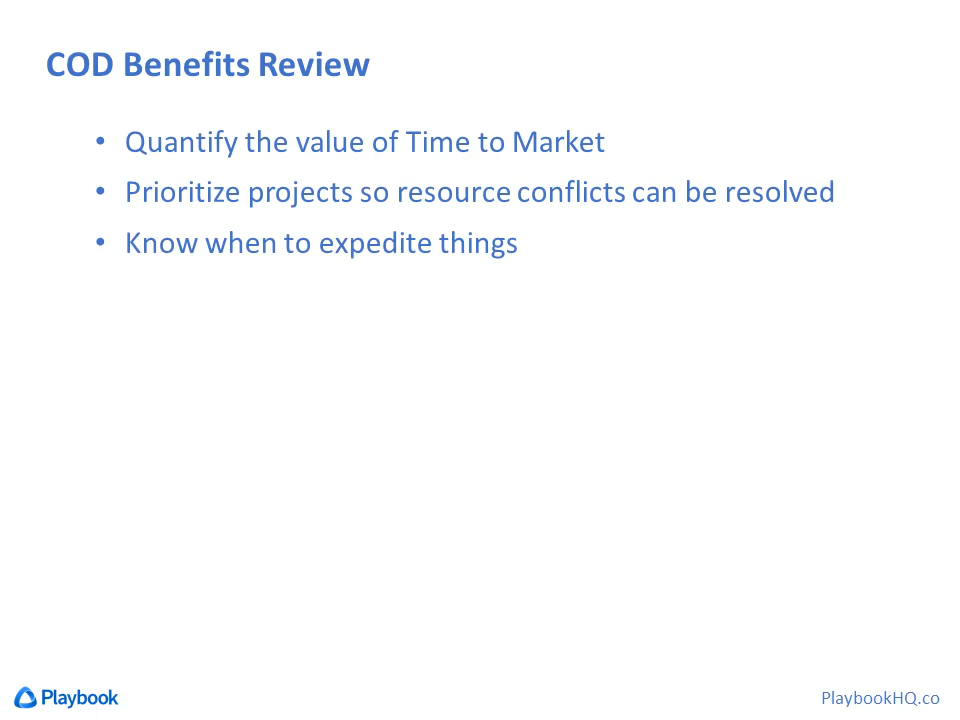 COD Benefits Review
• Quantify the value of Time to Market
• Prioritize projects so resource conflicts can be resolved
• Know when to expedite things
Playbook
PlaybookHQ.co